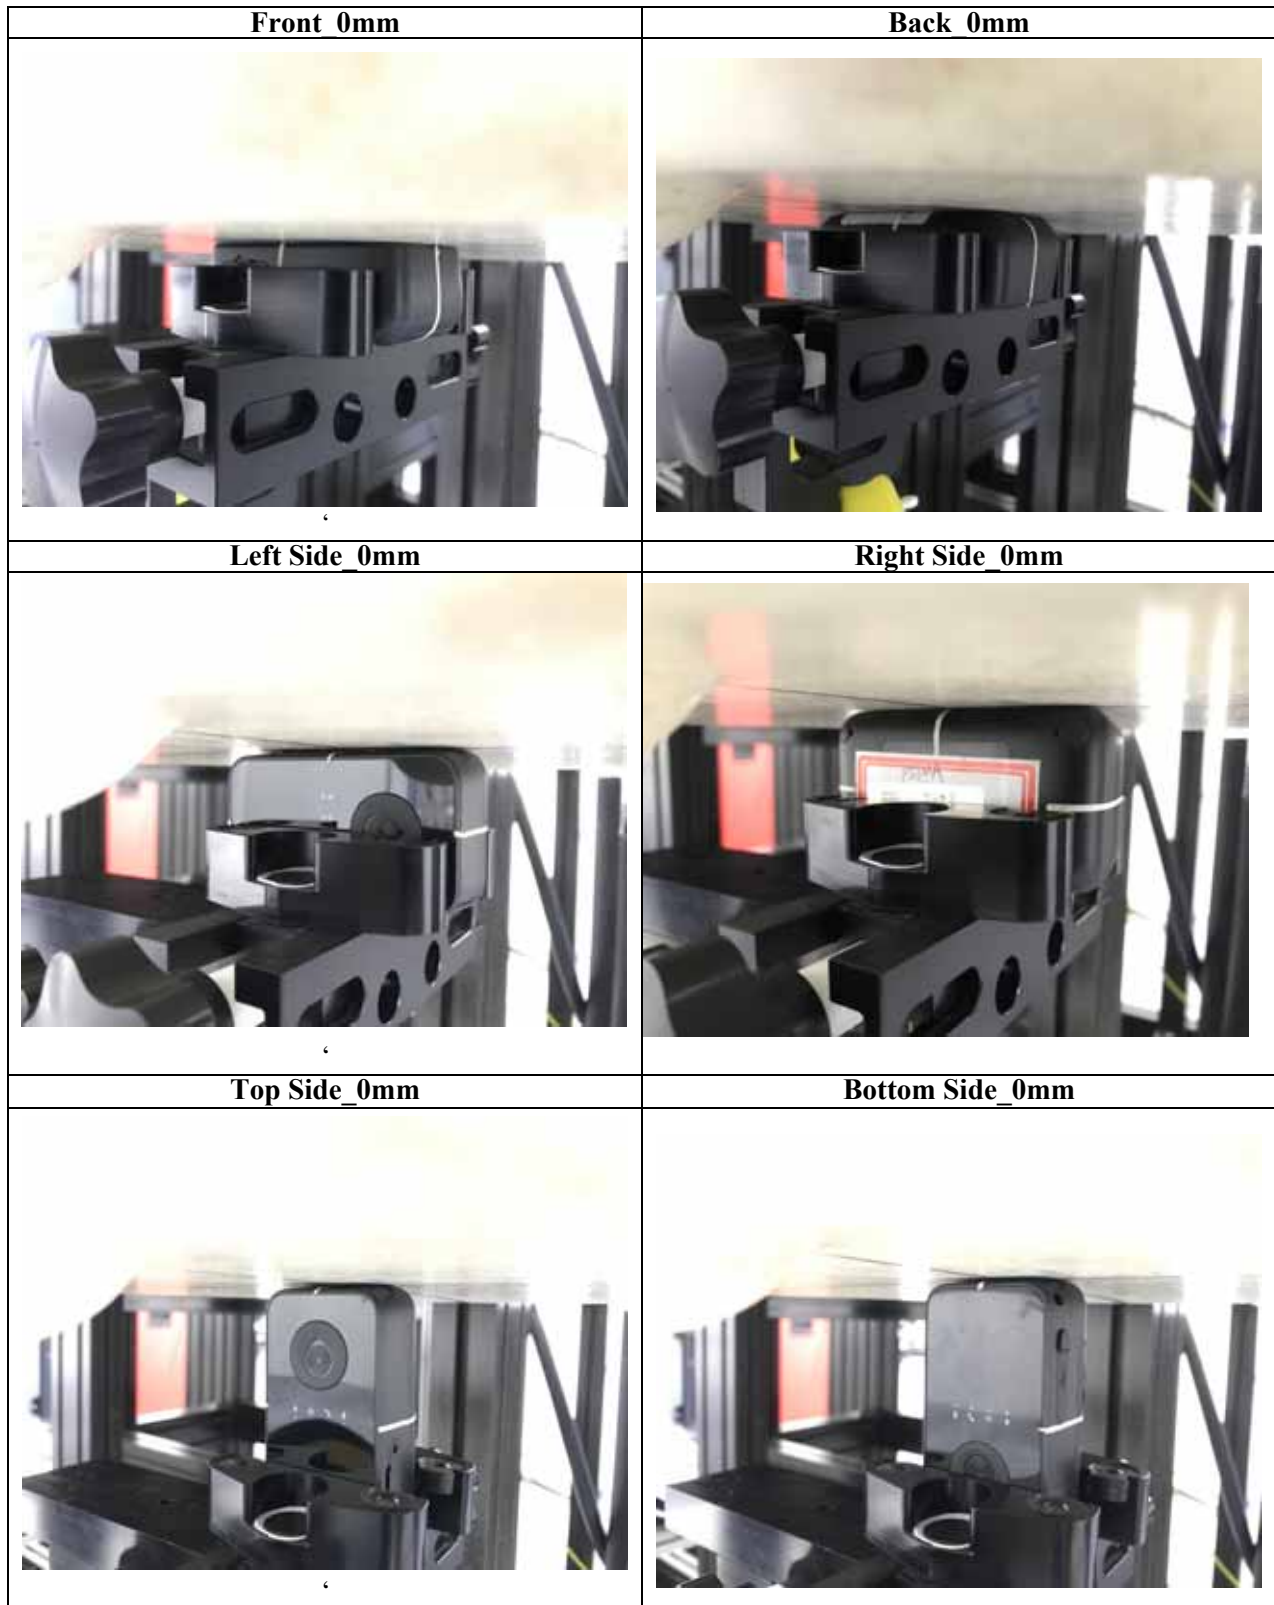 Front_0mm
Back_0mm
‘
Left Side_0mm
Right Side_0mm
‘
Top Side_0mm
Bottom Side_0mm
‘